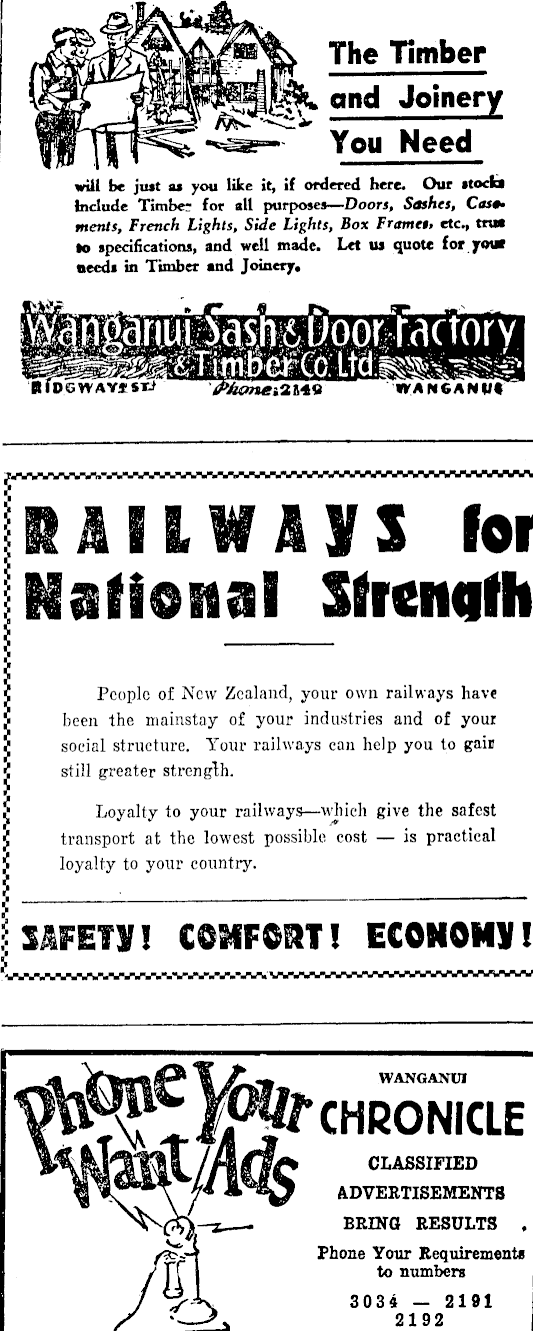 The Timber
and Joinery
You Need
will be just as you like it, if ordered here. Our stocks
include Timber for all purposes—Doors, Sashes, Case-
ments, French Lights, Side Lights, Box Frames, etc., true
to specifications, and well made. Let us quote for your
needs in Timber and Joinery.
Wanganui Sash & Door Factory
& Timber Co Ltd
RIDGWAY ST. Phone: 2149 WANGANUI
RAILWAYS for
National Strength
People of New Zealand, your own railways have
been the mainstay of your industries and of your
social structure. Your railways can help you to gain
still greater strength.
Loyalty to your railways—which give the safest
transport at the lowest possible cost — is practical
loyalty to your country.
SAFETY! COMFORT! ECONOMY!
Phone Your
Want Ads
WANGANUI
CHRONICLE
CLASSIFIED
ADVERTISEMENTS
BRING RESULTS.
Phone Your Requirements
to numbers
3034 — 2191
2192